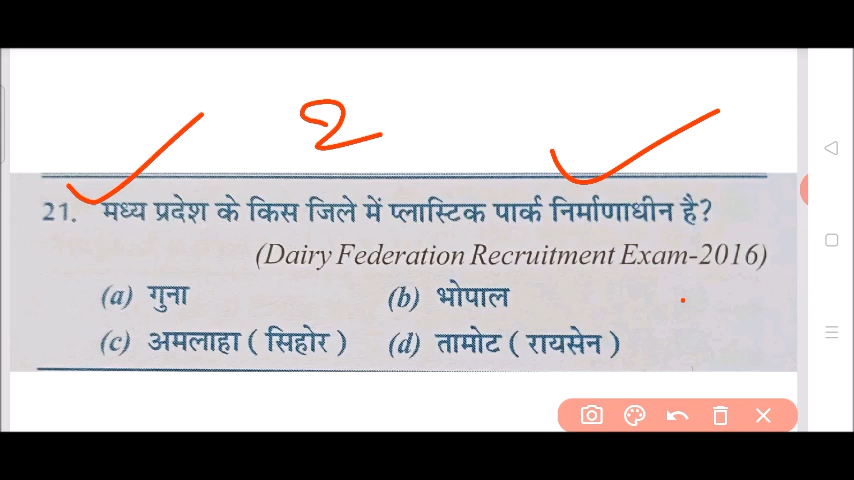 2
21. मध्य प्रदेश के किस जिले में प्लास्टिक पार्क निर्माणाधीन है?
(Dairy Federation Recruitment Exam-2016)
(a) गुना (b) भोपाल
(c) अमलाहा ( सिहोर ) (d) तामोट ( रायसेन )